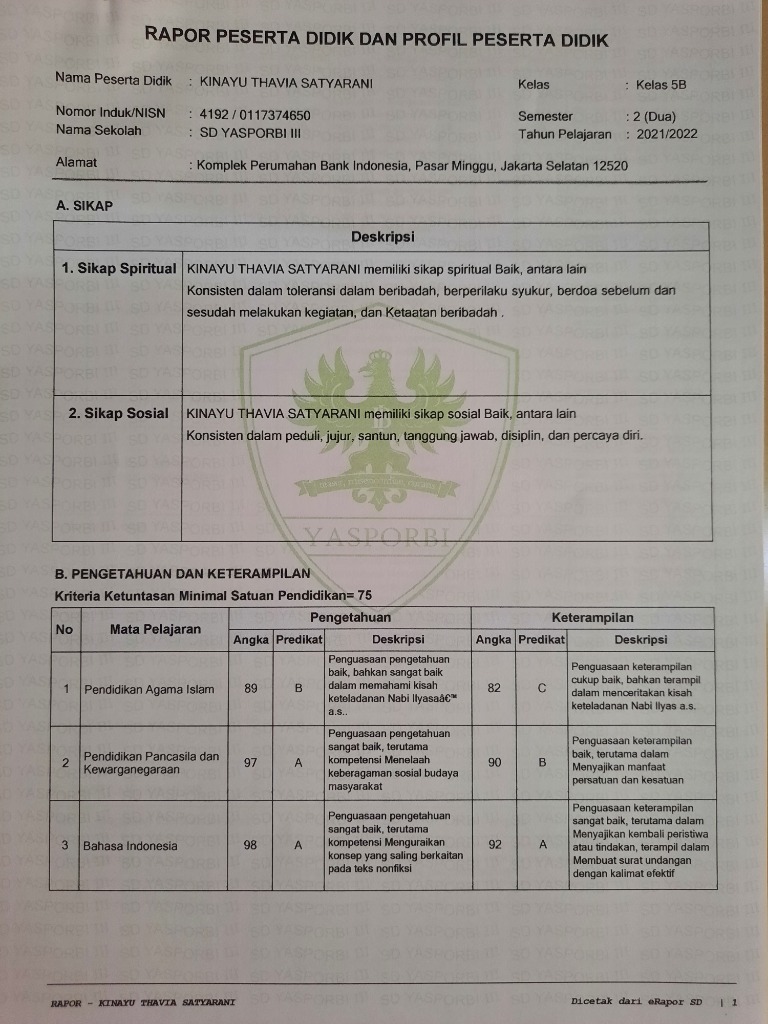 RAPOR PESERTA DIDIK DAN PROFIL PESERTA DIDIK
Nama Peserta Didik : KINAYU THAVIA SATYARANI Kelas : Kelas 5B
Nomor Induk/NISN : 4192 / 0117374650 Semester : 2 (Dua)
Nama Sekolah : SD YASPORBI III Tahun Pelajaran : 2021/2022
Alamat : Komplek Perumahan Bank Indonesia, Pasar Minggu, Jakarta Selatan 12520
A. SIKAP
Deskripsi
1. Sikap Spiritual KINAYU THAVIA SATYARANI memiliki sikap spiritual Baik, antara lain
Konsisten dalam toleransi dalam beribadah, berperilaku syukur, berdoa sebelum dan
sesudah melakukan kegiatan, dan Ketaatan beribadah .
2. Sikap Sosial KINAYU THAVIA SATYARANI memiliki sikap sosial Baik, antara lain
Konsisten dalam peduli, jujur, santun, tanggung jawab, disiplin, dan percaya diri.
YASPORBI
B. PENGETAHUAN DAN KETERAMPILAN
Kriteria Ketuntasan Minimal Satuan Pendidikan= 75
No Mata Pelajaran Pengetahuan Keterampilan
Angka Predikat Deskripsi Angka Predikat Deskripsi
1 Pendidikan Agama Islam 89 B
Penguasaan pengetahuan
baik, bahkan sangat baik
dalam memahami kisah
keteladanan Nabi Ilyasaâ€™
a.s..
82 C
Penguasaan keterampilan
cukup baik, bahkan terampil
dalam menceritakan kisah
keteladanan Nabi Ilyas a.s.
2 Pendidikan Pancasila dan
Kewarganegaraan
97 A
Penguasaan pengetahuan
sangat baik, terutama
kompetensi Menelaah
keberagaman sosial budaya
masyarakat
90 B
Penguasaan keterampilan
baik, terutama dalam
Menyajikan manfaat
persatuan dan kesatuan
3 Bahasa Indonesia 98 A
Penguasaan pengetahuan
sangat baik, terutama
kompetensi Menguraikan
konsep yang saling berkaitan
pada teks nonfiksi
92 A
Penguasaan keterampilan
sangat baik, terutama dalam
Menyajikan kembali peristiwa
atau tindakan, terampil dalam
Membuat surat undangan
dengan kalimat efektif
RAPOR - KINAYU THAVIA SATYARANI Dicetak dari eRapor SD | 1